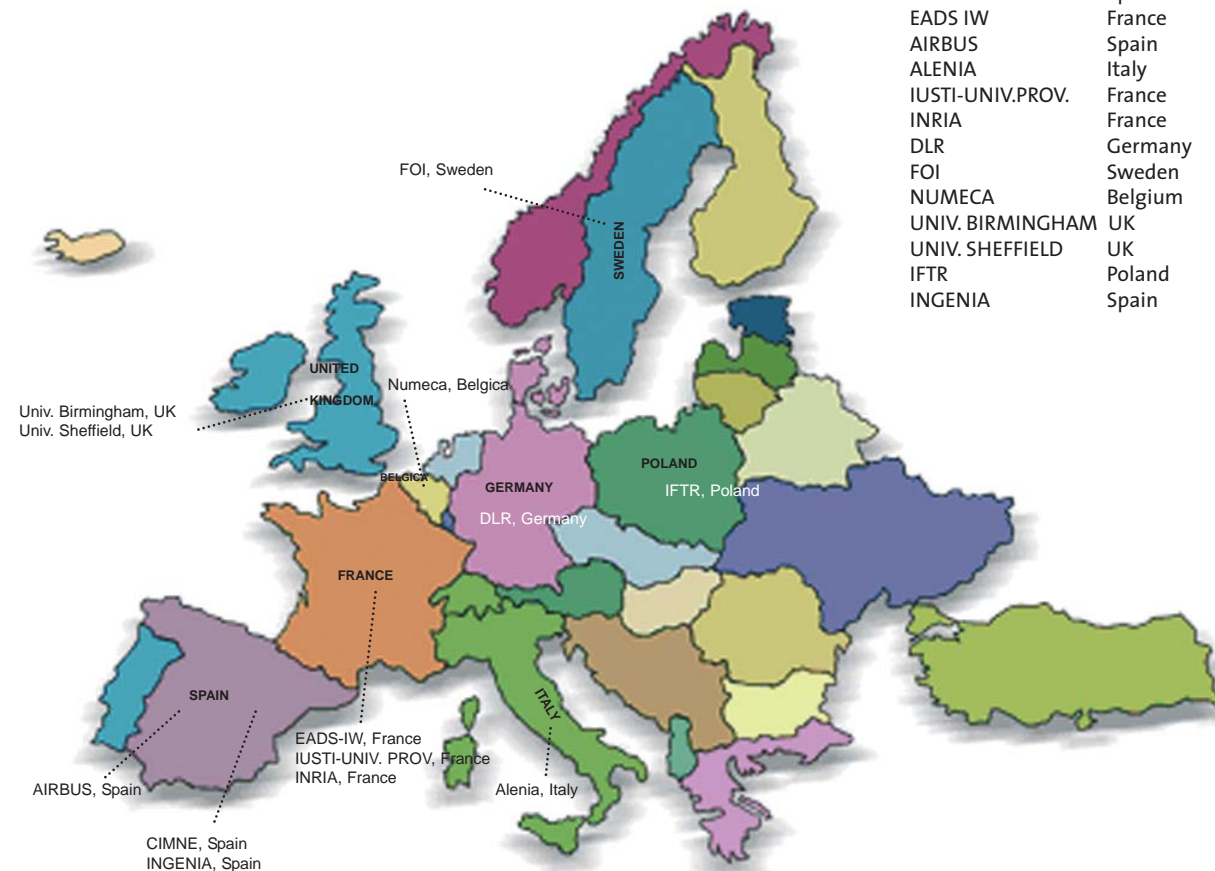 EADS IW France
AIRBUS Spain
ALENIA Italy
IUSTI-UNIV.PROV. France
INRIA France
DLR Germany
FOI Sweden
NUMECA Belgium
UNIV. BIRMINGHAM UK
UNIV. SHEFFIELD UK
IFTR Poland
INGENIA Spain
FOI, Sweden
SWEDEN
UNITED
KINGDOM
Numeca, Belgica
Univ. Birmingham, UK
Univ. Sheffield, UK
BELGICA
GERMANY
DLR, Germany
POLAND
IFTR, Poland
FRANCE
SPAIN
ITALY
EADS-IW, France
IUSTI-UNIV. PROV, France
INRIA, France
AIRBUS, Spain
Alenia, Italy
CIMNE, Spain
INGENIA, Spain